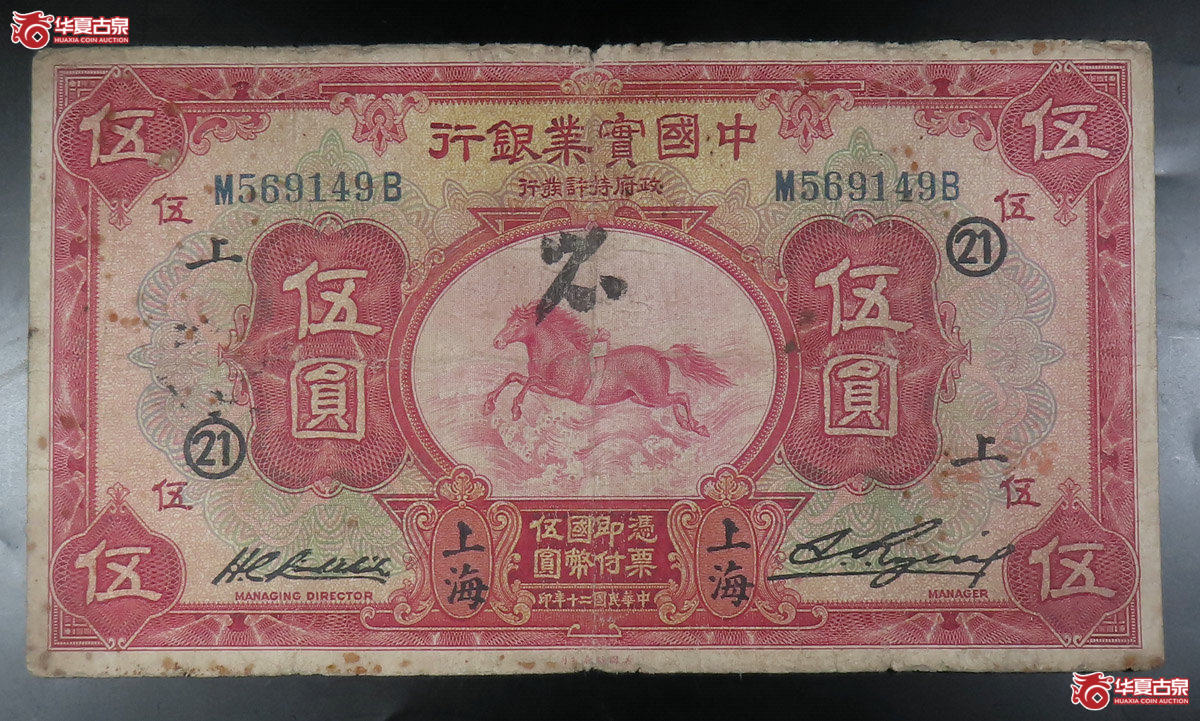 华夏古泉
HUAXIA COIN AUCTION
伍
伍
中國實業銀行
政府特許發行
M569149B
M569149B
伍
伍
上
21
伍圓
伍圓
21
上
伍
伍
憑票即付國幣伍圓
上海
上海
中華民國二十年印
MANAGING DIRECTOR
MANAGER
伍
伍
华夏古泉
HUAXIA COIN AUCTION